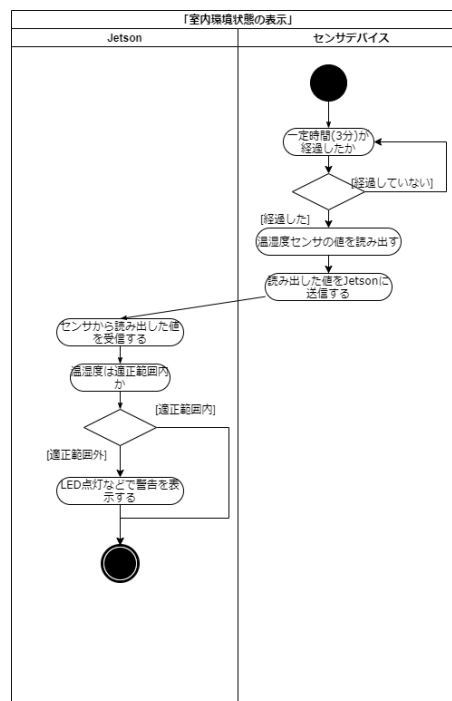 「室内環境状態の表示」
Jetson
センサデバイス
一定時間(3分)が
経過したか
[経過していない]
[経過した]
温湿度センサの値を読み出す
読み出した値をJetsonに
送信する
センサから読み出した値
を受信する
温湿度は適正範囲内
か
[適正範囲内]
[適正範囲外]
LED点灯などで警告を表
示する